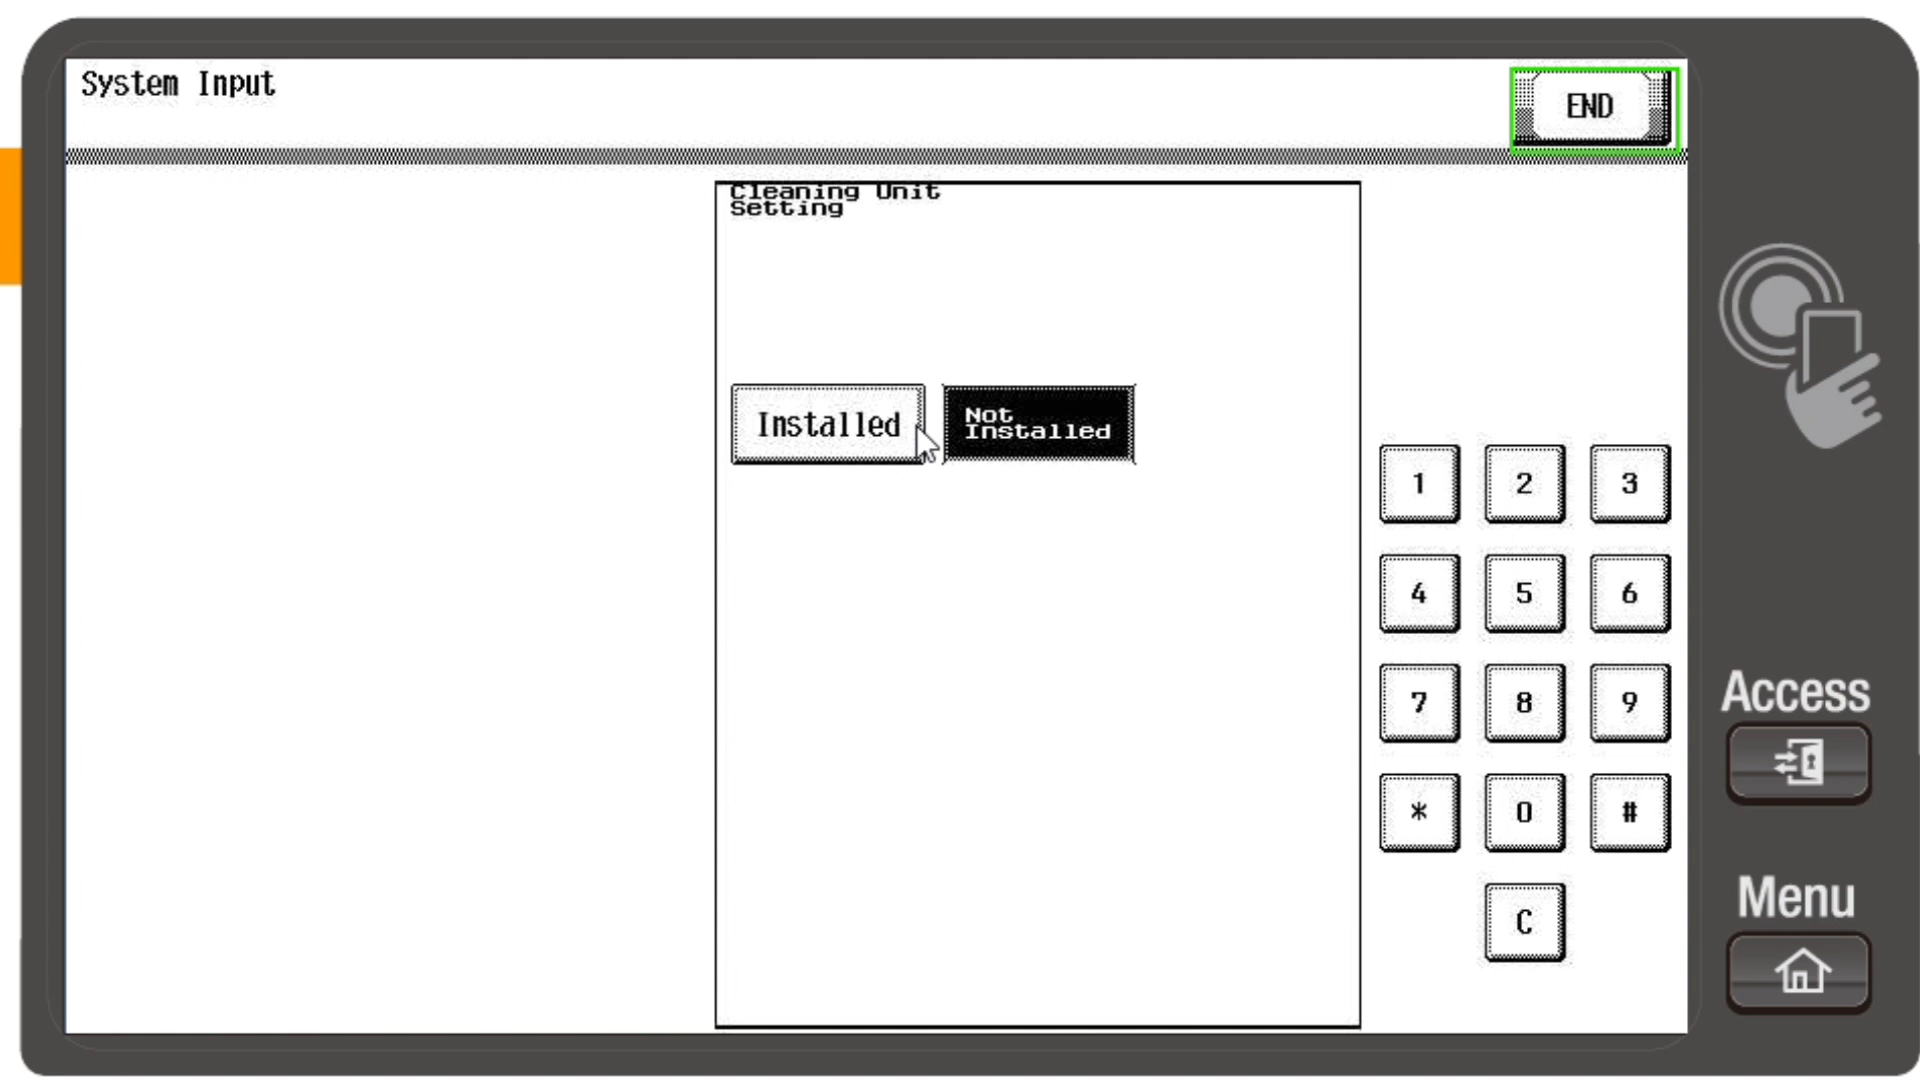 System Input
END
Cleaning Unit
Setting
Installed
Not
Installed
1 2 3
4 5 6
7 8 9
* 0 #
C
Access
Menu